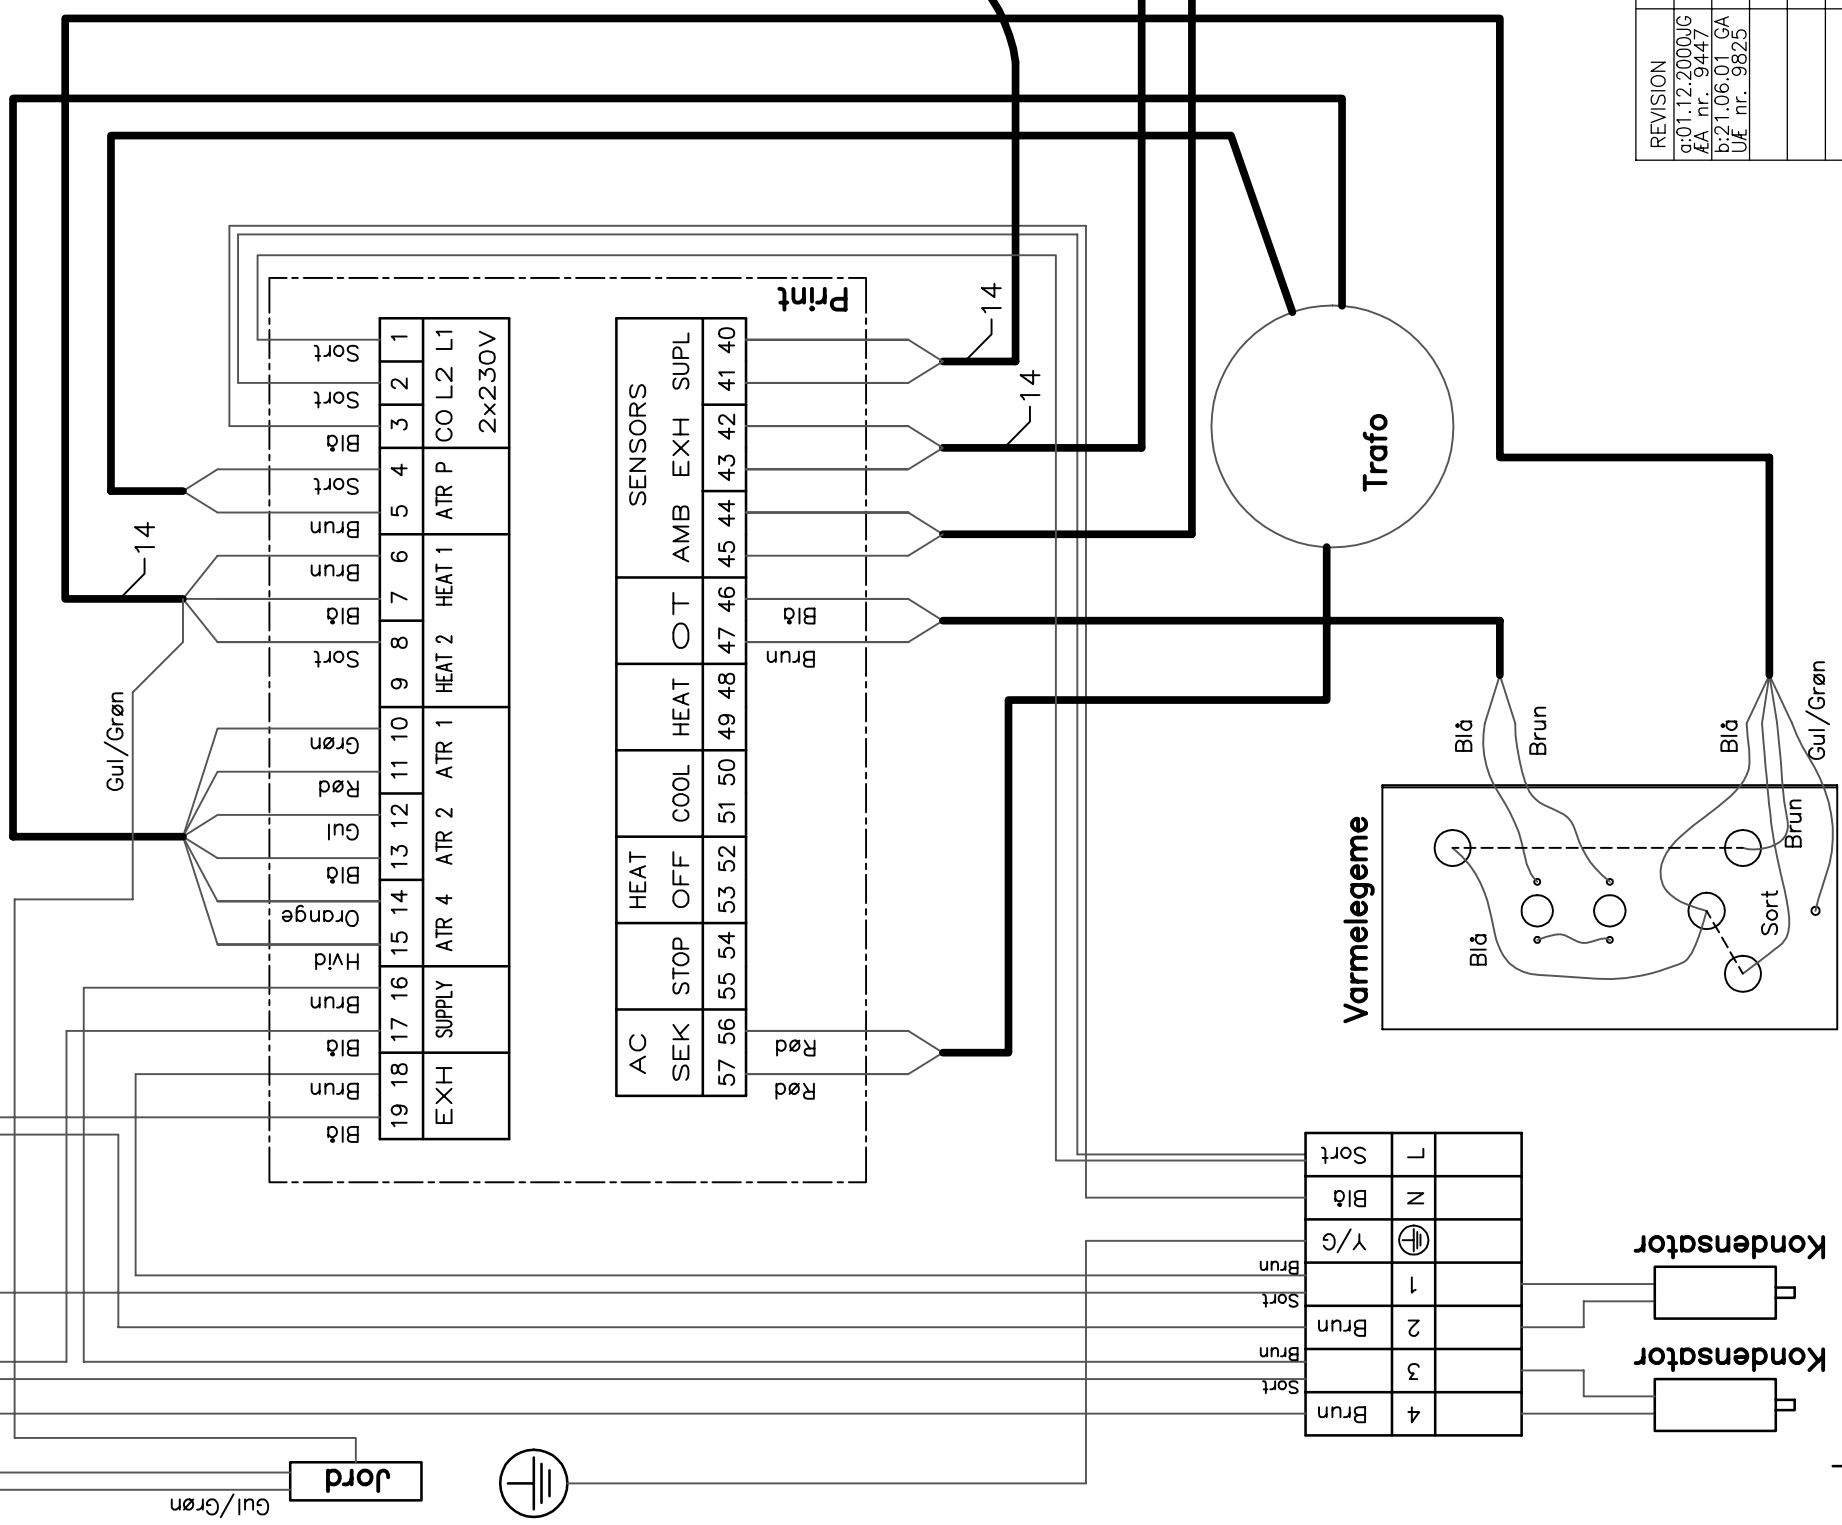 REVISION
a:01.12.2000JG
ÆA nr. 9447
b:21.06.01 GA
UÆ nr. 9825
Print
Sort
Sort
Blå
Sort
Brun
Brun
Blå
Sort
Grøn
Rød
Gul
Blå
Orange
Hvid
Brun
Blå
Brun
Blå
1
2
3
4
5
6
7
8
9
10
11
12
13
14
15
16
17
18
19
CO L2 L1
2x230V
ATR P
HEAT 1
HEAT 2
ATR 1
ATR 2
ATR 4
SUPPLY
EXH
14
Gul/Grøn
SENSORS
AMB EXH SUPL
OT
HEAT
COOL
HEAT
OFF
STOP
AC
SEK
40
41
42
43
44
45
46
47
48
49
50
51
52
53
54
55
56
57
14
14
Blå
Brun
Rød
Rød
Trafo
Varmelegeme
Blå
Brun
Blå
Gul/Grøn
Brun
Sort
Blå
Sort L
Blå N
Y/G
Brun
1
Sort
Brun 2
Brun
3
Sort
Brun 4
Kondensator
Kondensator
Jord
Gul/Grøn